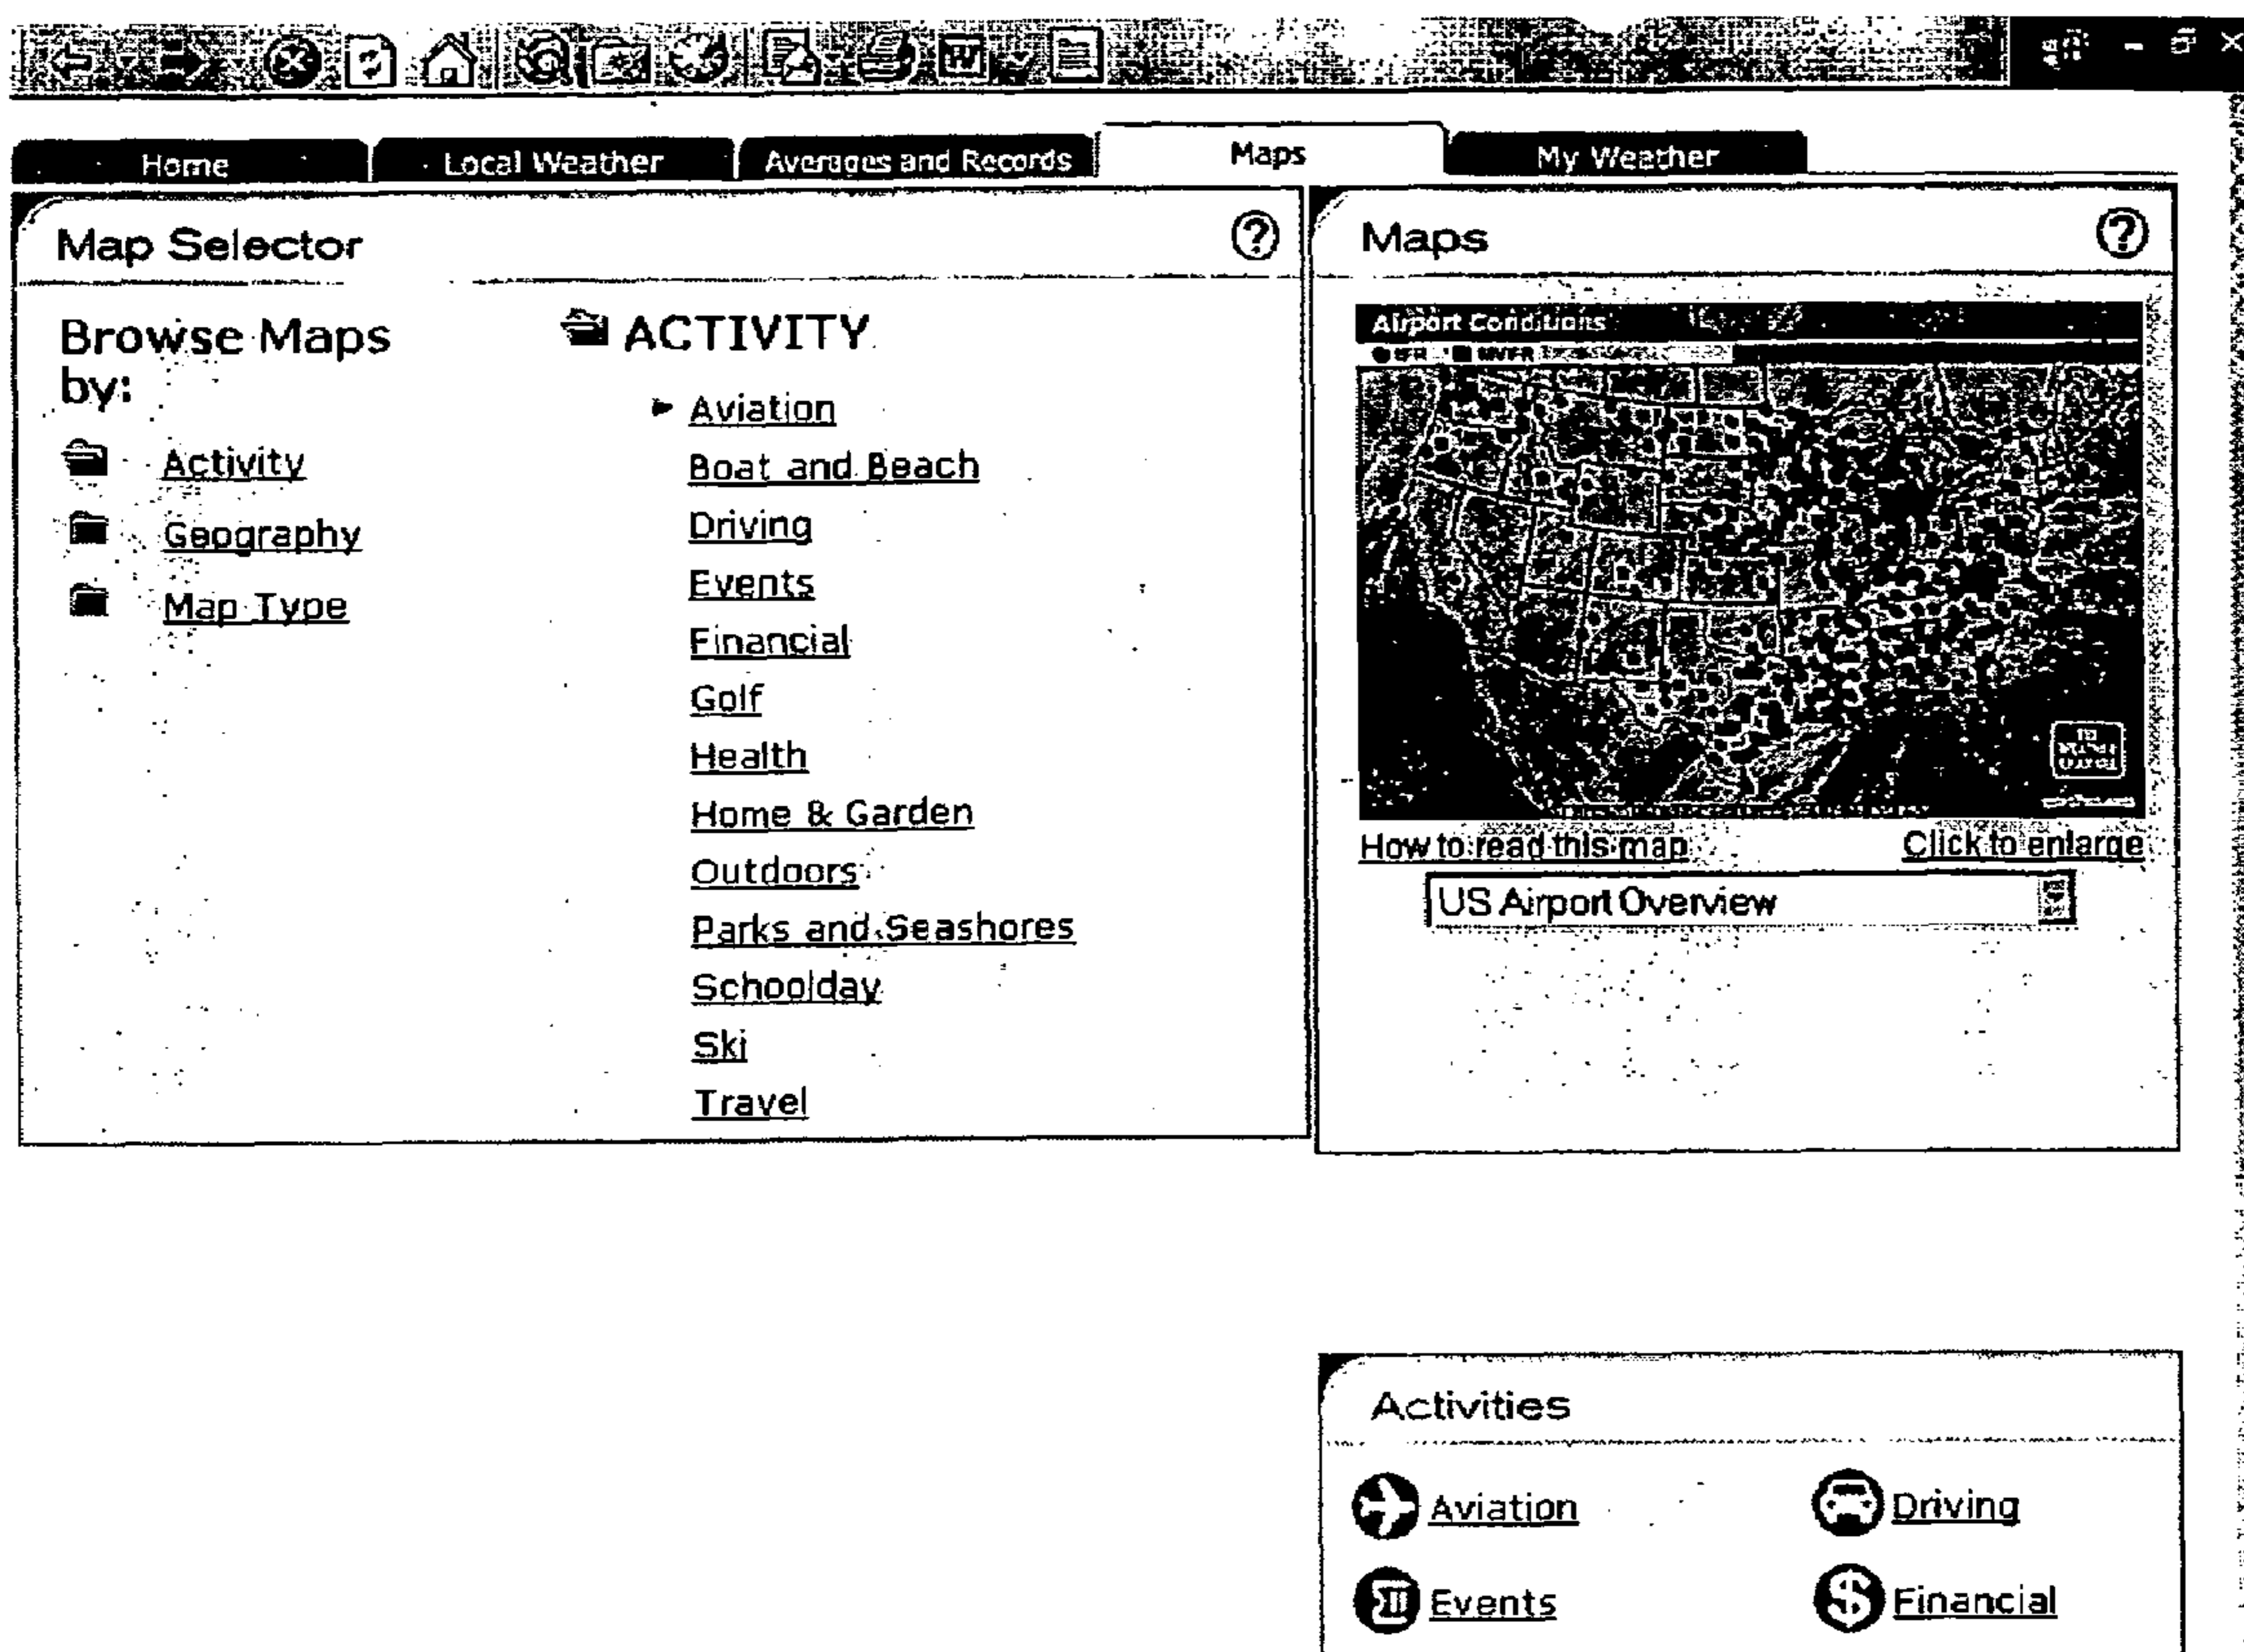 Home
Local Weather
Averages and Records
Maps
My Weather
Map Selector
Browse Maps
by:
Activity
Geography
Map Type
ACTIVITY
Aviation
Boat and Beach
Driving
Events
Financial
Golf
Health
Home & Garden
Outdoors
Parks and Seashores
Schoolday
Ski
Travel
Maps
Airport Conditions
IFR MVFR
How to read this map
Click to enlarge
US Airport Overview
Activities
Aviation
Driving
Events
Financial